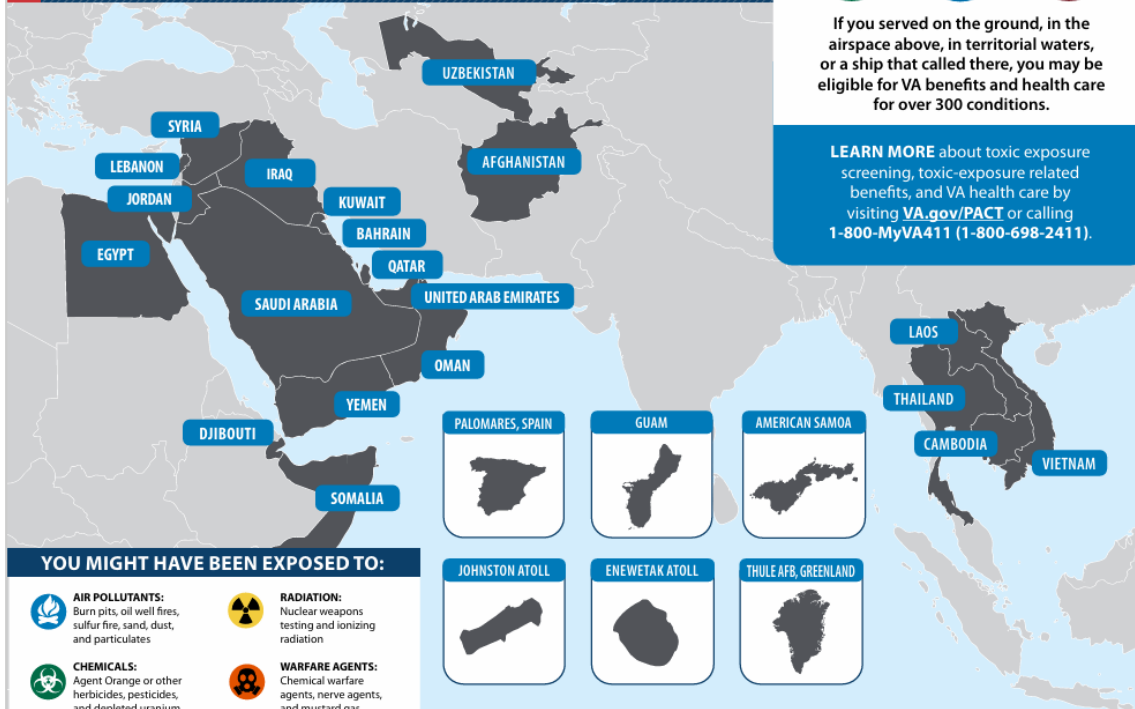 If you served on the ground, in the
airspace above, in territorial waters,
or a ship that called there, you may be
eligible for VA benefits and health care
for over 300 conditions.
LEARN MORE about toxic exposure
screening, toxic-exposure related
benefits, and VA health care by
visiting VA.gov/PACT or calling
1-800-MyVA411 (1-800-698-2411).
UZBEKISTAN
SYRIA
AFGHANISTAN
LEBANON
IRAQ
JORDAN
KUWAIT
BAHRAIN
EGYPT
QATAR
UNITED ARAB EMIRATES
SAUDI ARABIA
OMAN
YEMEN
DJIBOUTI
SOMALIA
LAOS
THAILAND
CAMBODIA
VIETNAM
PALOMARES, SPAIN
GUAM
AMERICAN SAMOA
JOHNSTON ATOLL
ENEWETAK ATOLL
THULE AFB, GREENLAND
YOU MIGHT HAVE BEEN EXPOSED TO:
AIR POLLUTANTS:
Burn pits, oil well fires,
sulfur fire, sand, dust,
and particulates
RADIATION:
Nuclear weapons
testing and ionizing
radiation
CHEMICALS:
Agent Orange or other
herbicides, pesticides,
and depleted uranium
WARFARE AGENTS:
Chemical warfare
agents, nerve agents,
and mustard gas